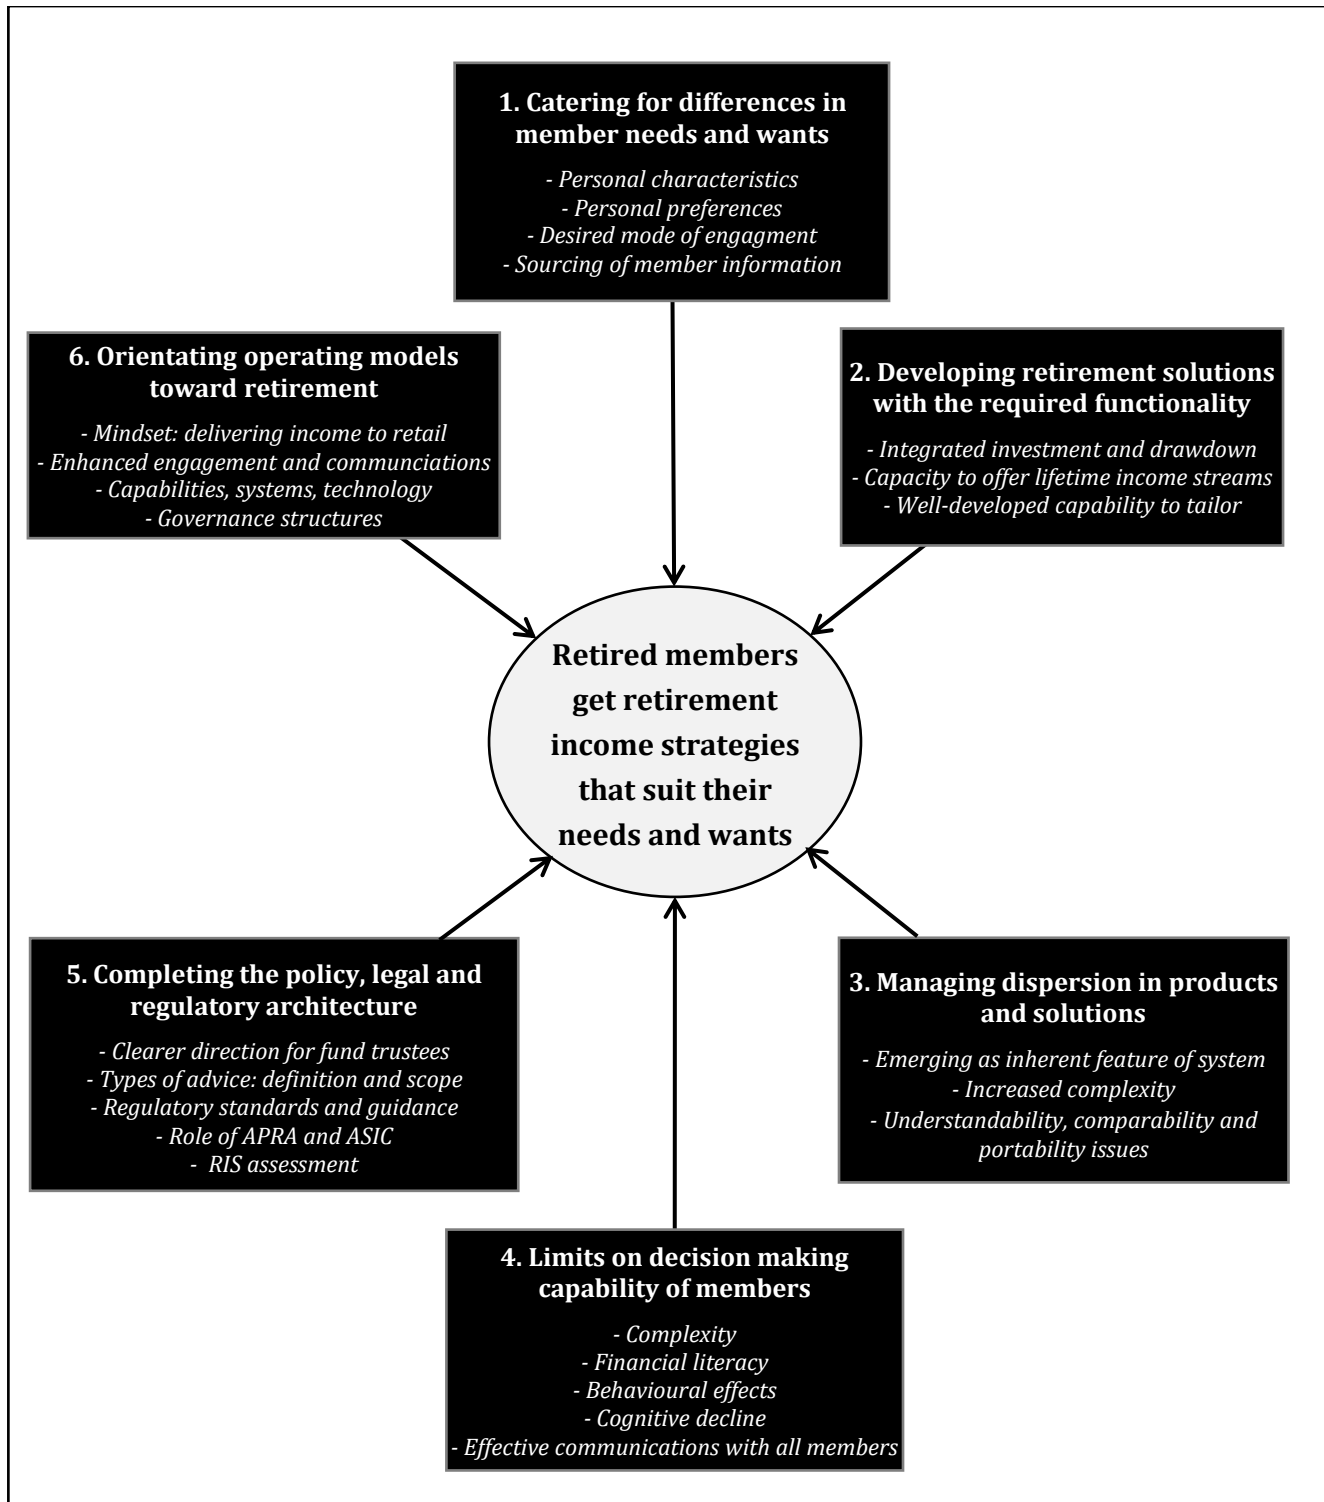 1. Catering for differences in
member needs and wants
- Personal characteristics
- Personal preferences
- Desired mode of engagment
- Sourcing of member information
2. Developing retirement solutions
with the required functionality
- Integrated investment and drawdown
- Capacity to offer lifetime income streams
- Well-developed capability to tailor
3. Managing dispersion in products
and solutions
- Emerging as inherent feature of system
- Increased complexity
- Understandability, comparability and
portability issues
4. Limits on decision making
capability of members
- Complexity
- Financial literacy
- Behavioural effects
- Cognitive decline
- Effective communications with all members
5. Completing the policy, legal and
regulatory architecture
- Clearer direction for fund trustees
- Types of advice: definition and scope
- Regulatory standards and guidance
- Role of APRA and ASIC
- RIS assessment
6. Orientating operating models
toward retirement
- Mindset: delivering income to retail
- Enhanced engagement and communciations
- Capabilities, systems, technology
- Governance structures
Retired members
get retirement
income strategies
that suit their
needs and wants